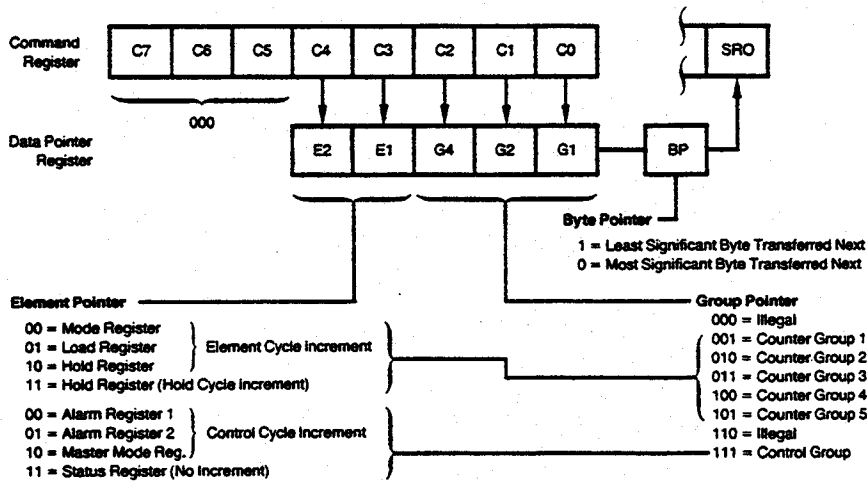 Command
Register
C7 C6 C5 C4 C3 C2 C1 C0
SRO
000
Data Pointer
Register
E2 E1 G4 G2 G1
BP
Byte Pointer
1 = Least Significant Byte Transferred Next
0 = Most Significant Byte Transferred Next
Element Pointer
00 = Mode Register
01 = Load Register
10 = Hold Register
11 = Hold Register (Hold Cycle Increment)
Element Cycle Increment
00 = Alarm Register 1
01 = Alarm Register 2
10 = Master Mode Reg.
11 = Status Register (No Increment)
Control Cycle Increment
Group Pointer
000 = Illegal
001 = Counter Group 1
010 = Counter Group 2
011 = Counter Group 3
100 = Counter Group 4
101 = Counter Group 5
110 = Illegal
111 = Control Group